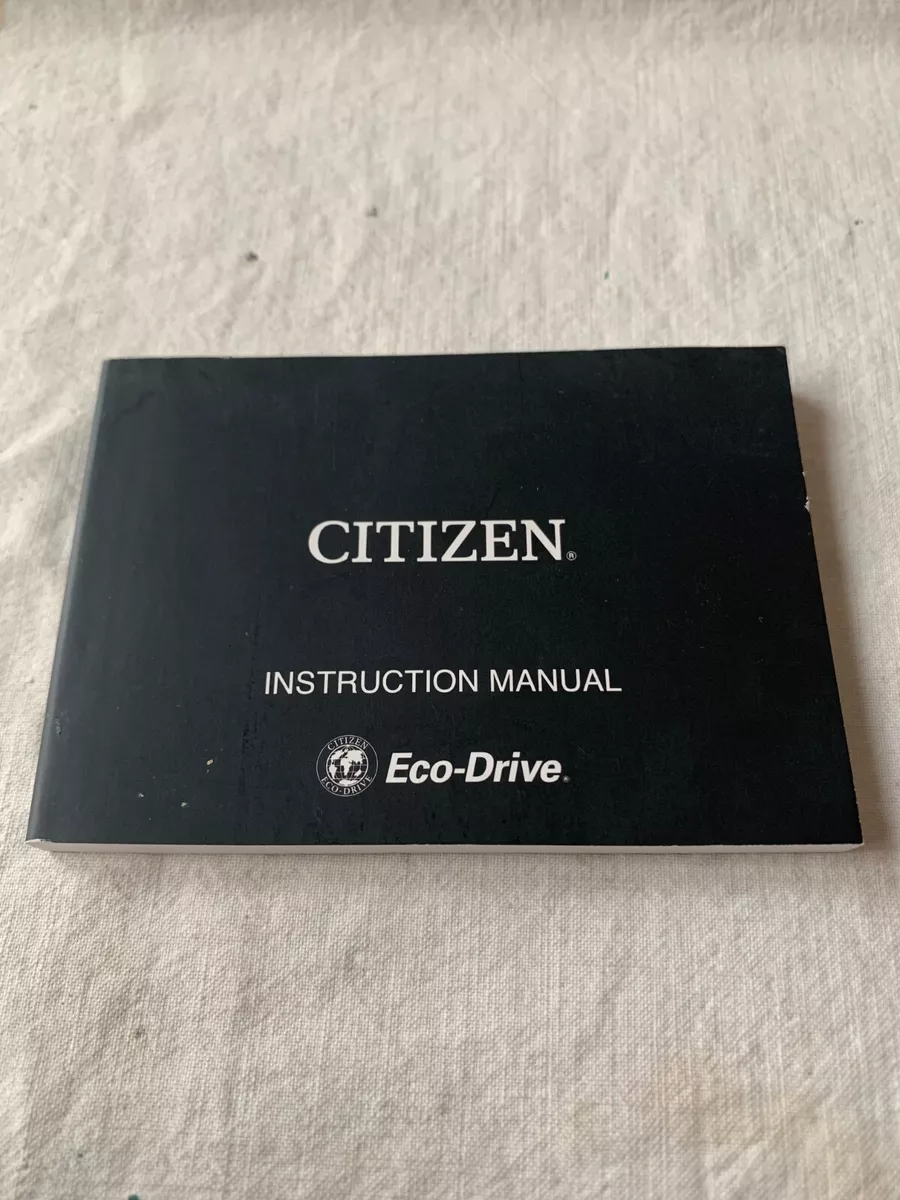 CITIZEN®
INSTRUCTION MANUAL
CITIZEN
ECO-DRIVE
Eco-Drive®